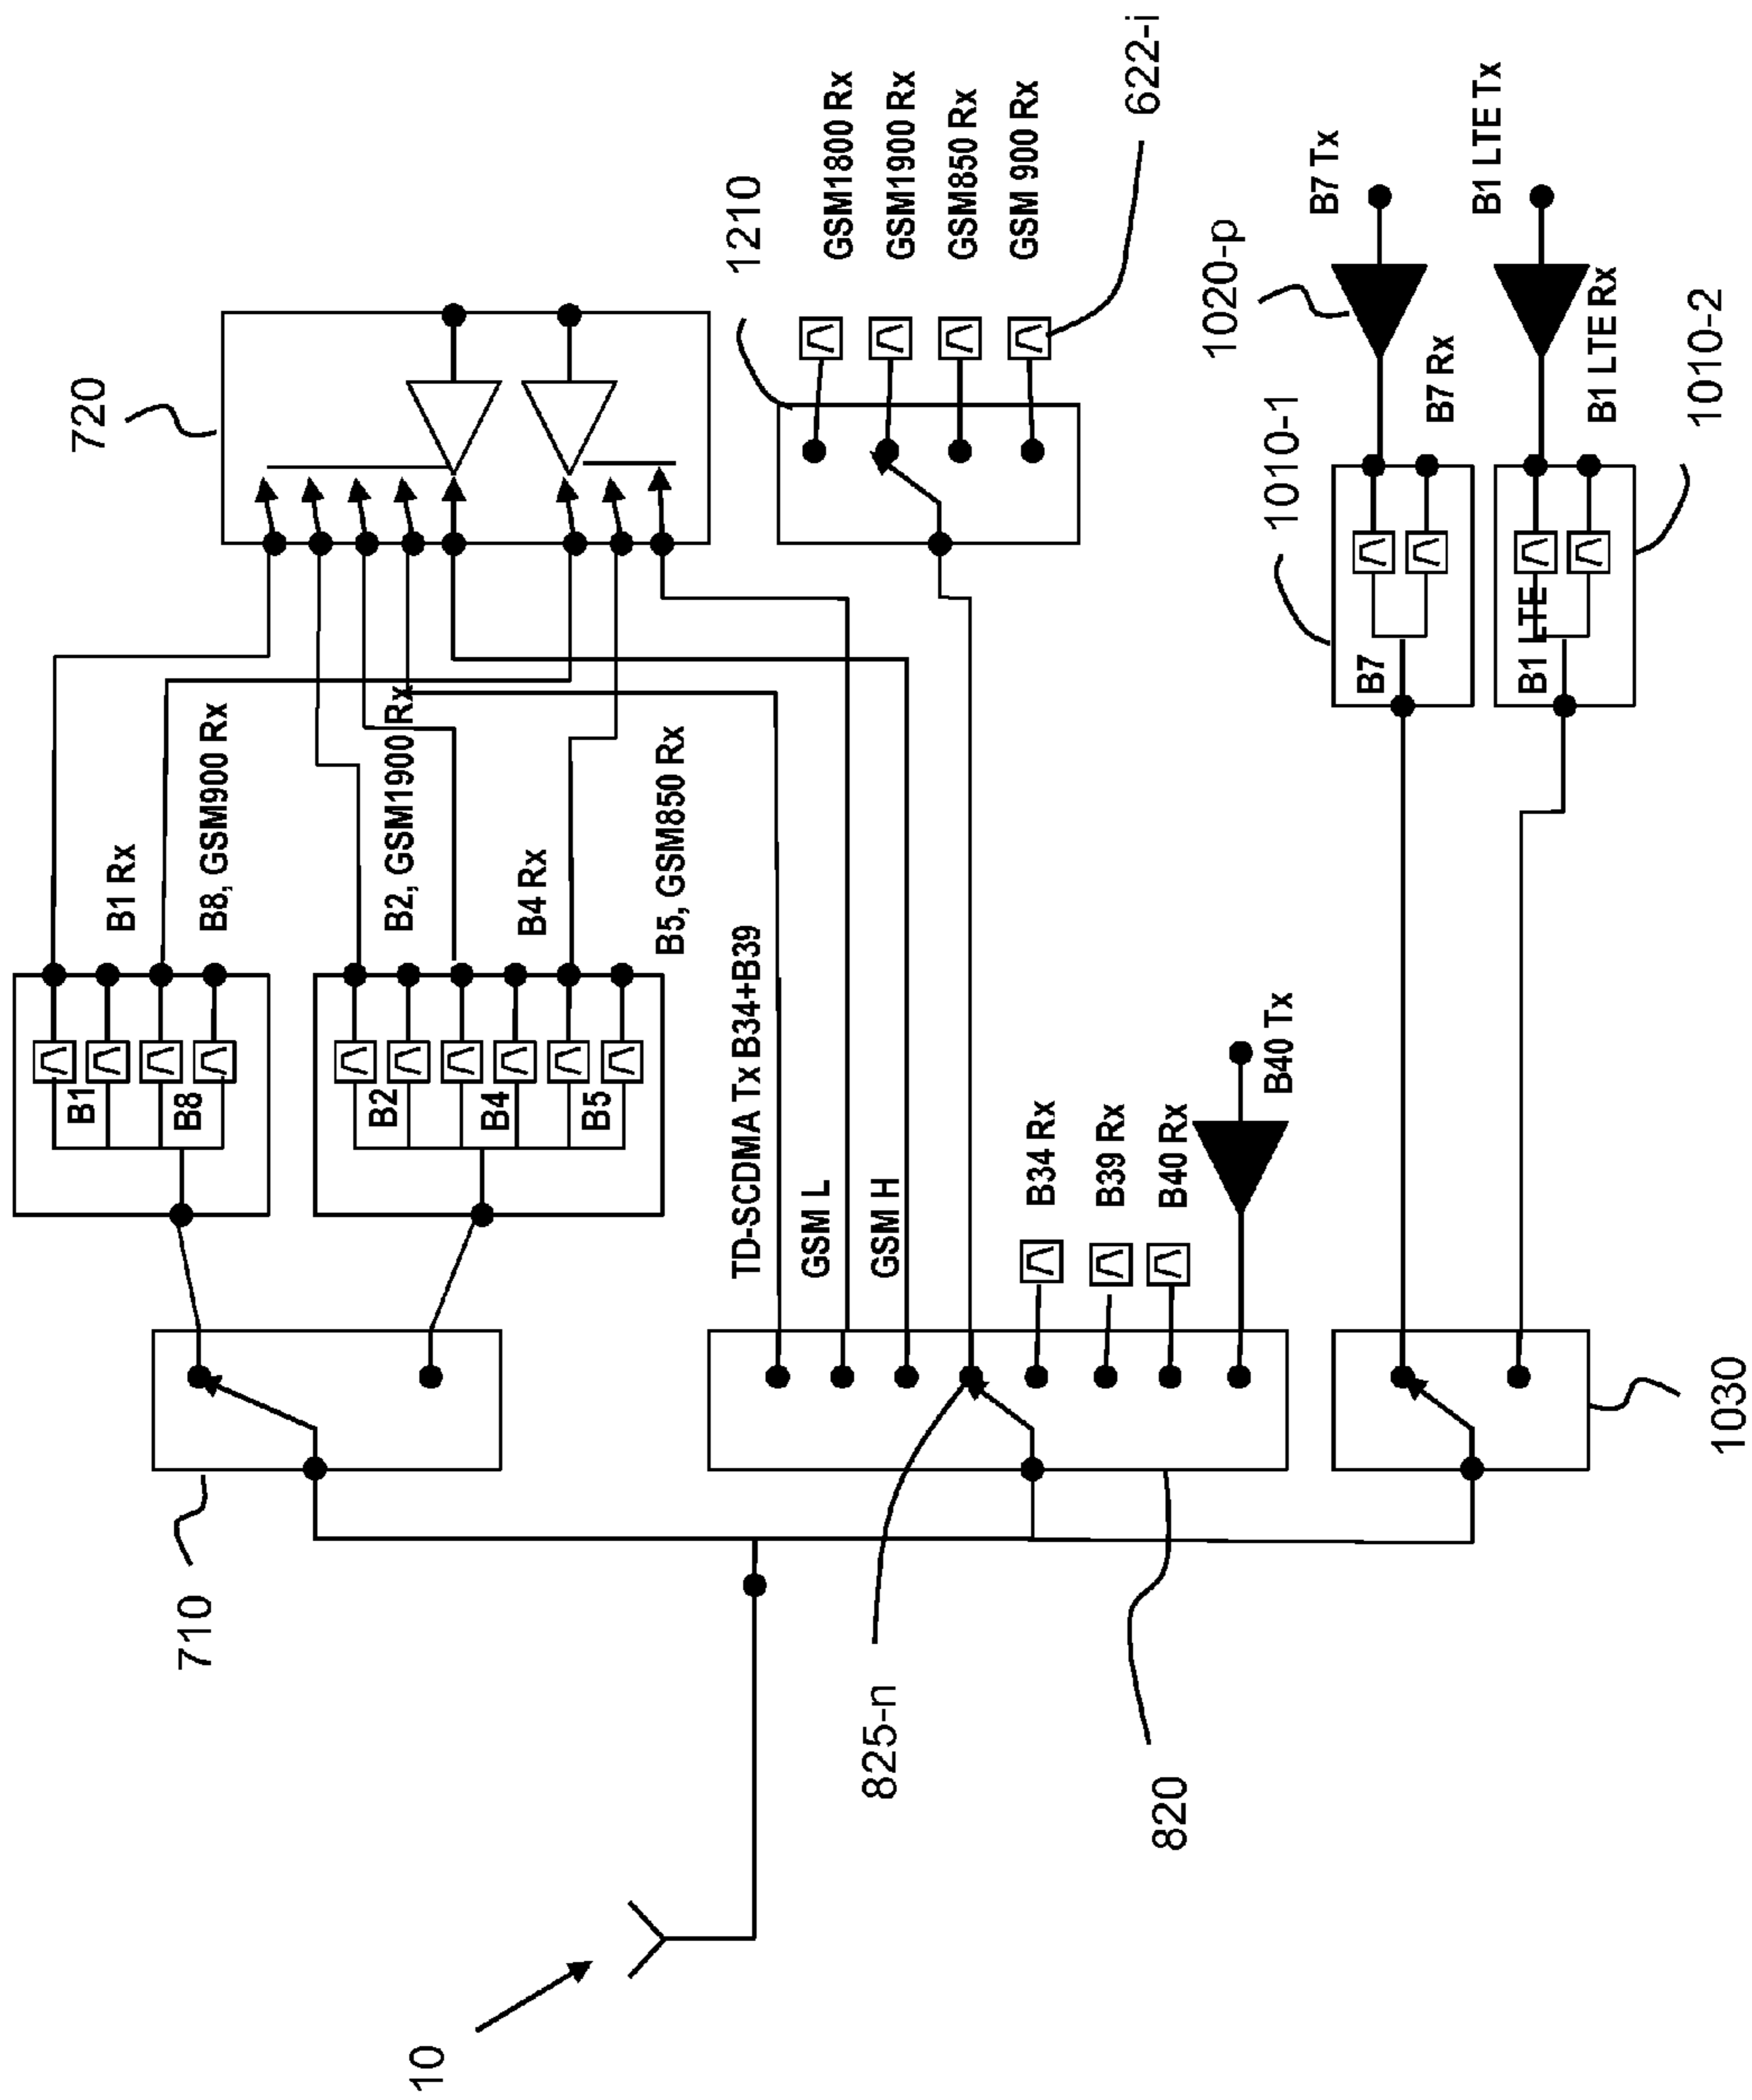 10
710
825-n
820
1030
B1
B8
B2
B4
B5
B1 Rx
B8, GSM900 Rx
B2, GSM1900 Rx
B4 Rx
B5, GSM850 Rx
TD-SCDMA Tx B34+B39
GSM L
GSM H
B34 Rx
B39 Rx
B40 Rx
B40 Tx
720
1210
GSM1800 Rx
GSM1900 Rx
GSM850 Rx
GSM 900 Rx
622-i
1010-1
1020-p
B7
B7 Rx
B7 Tx
B1 LTE
B1 LTE Rx
B1 LTE Tx
1010-2